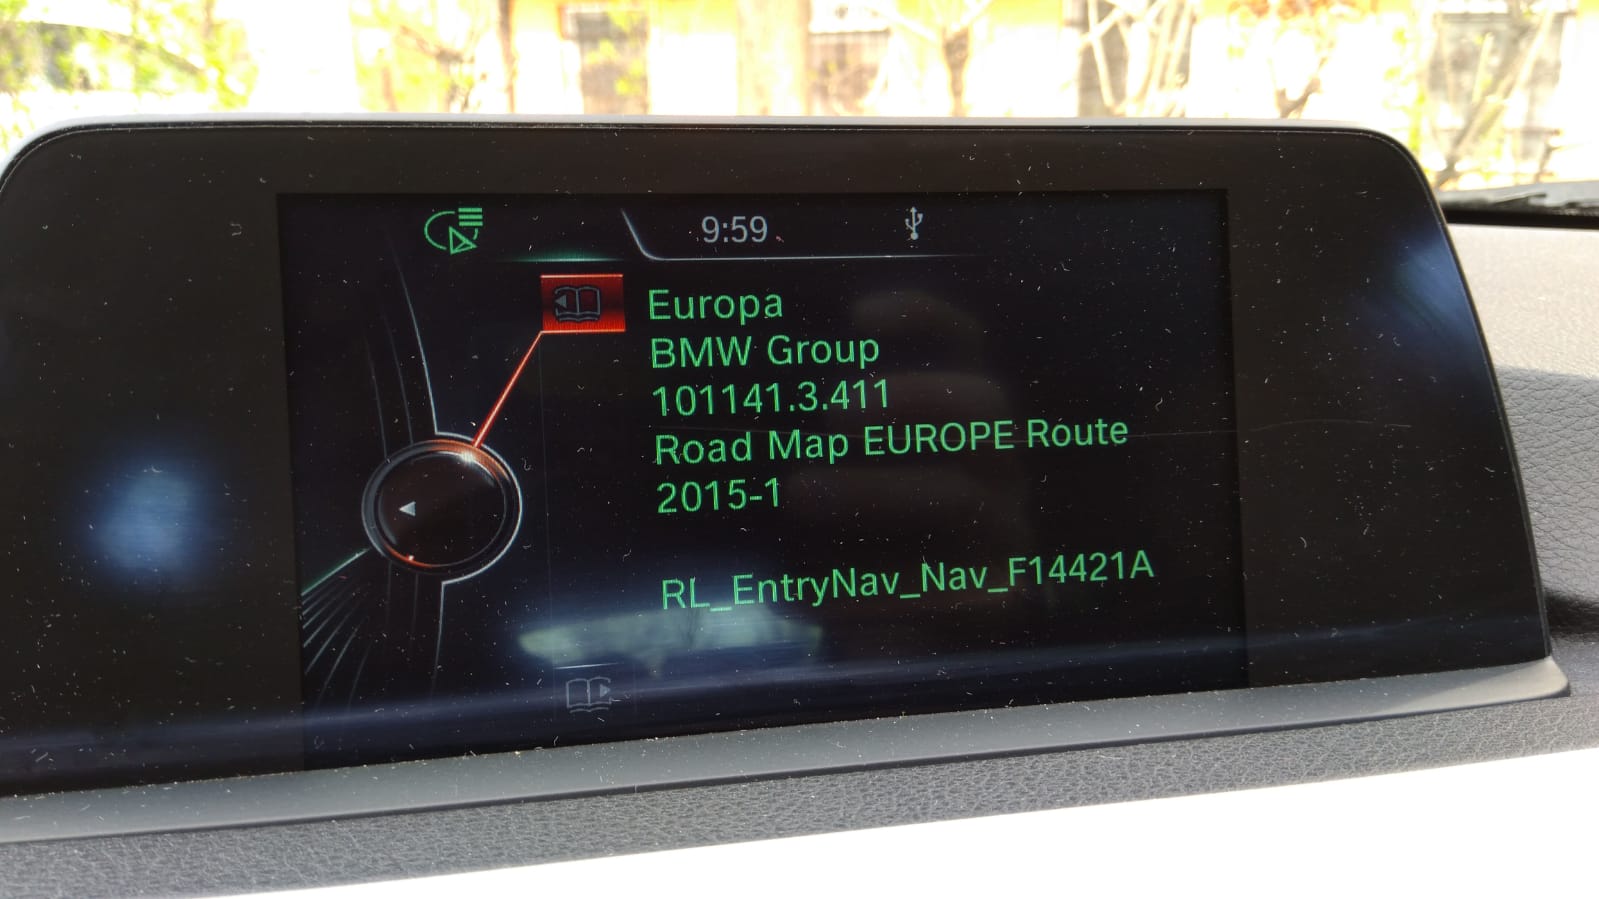 9:59
Europa
BMW Group
101141.3.411
Road Map EUROPE Route
2015-1
RL_EntryNav_Nav_F14421A